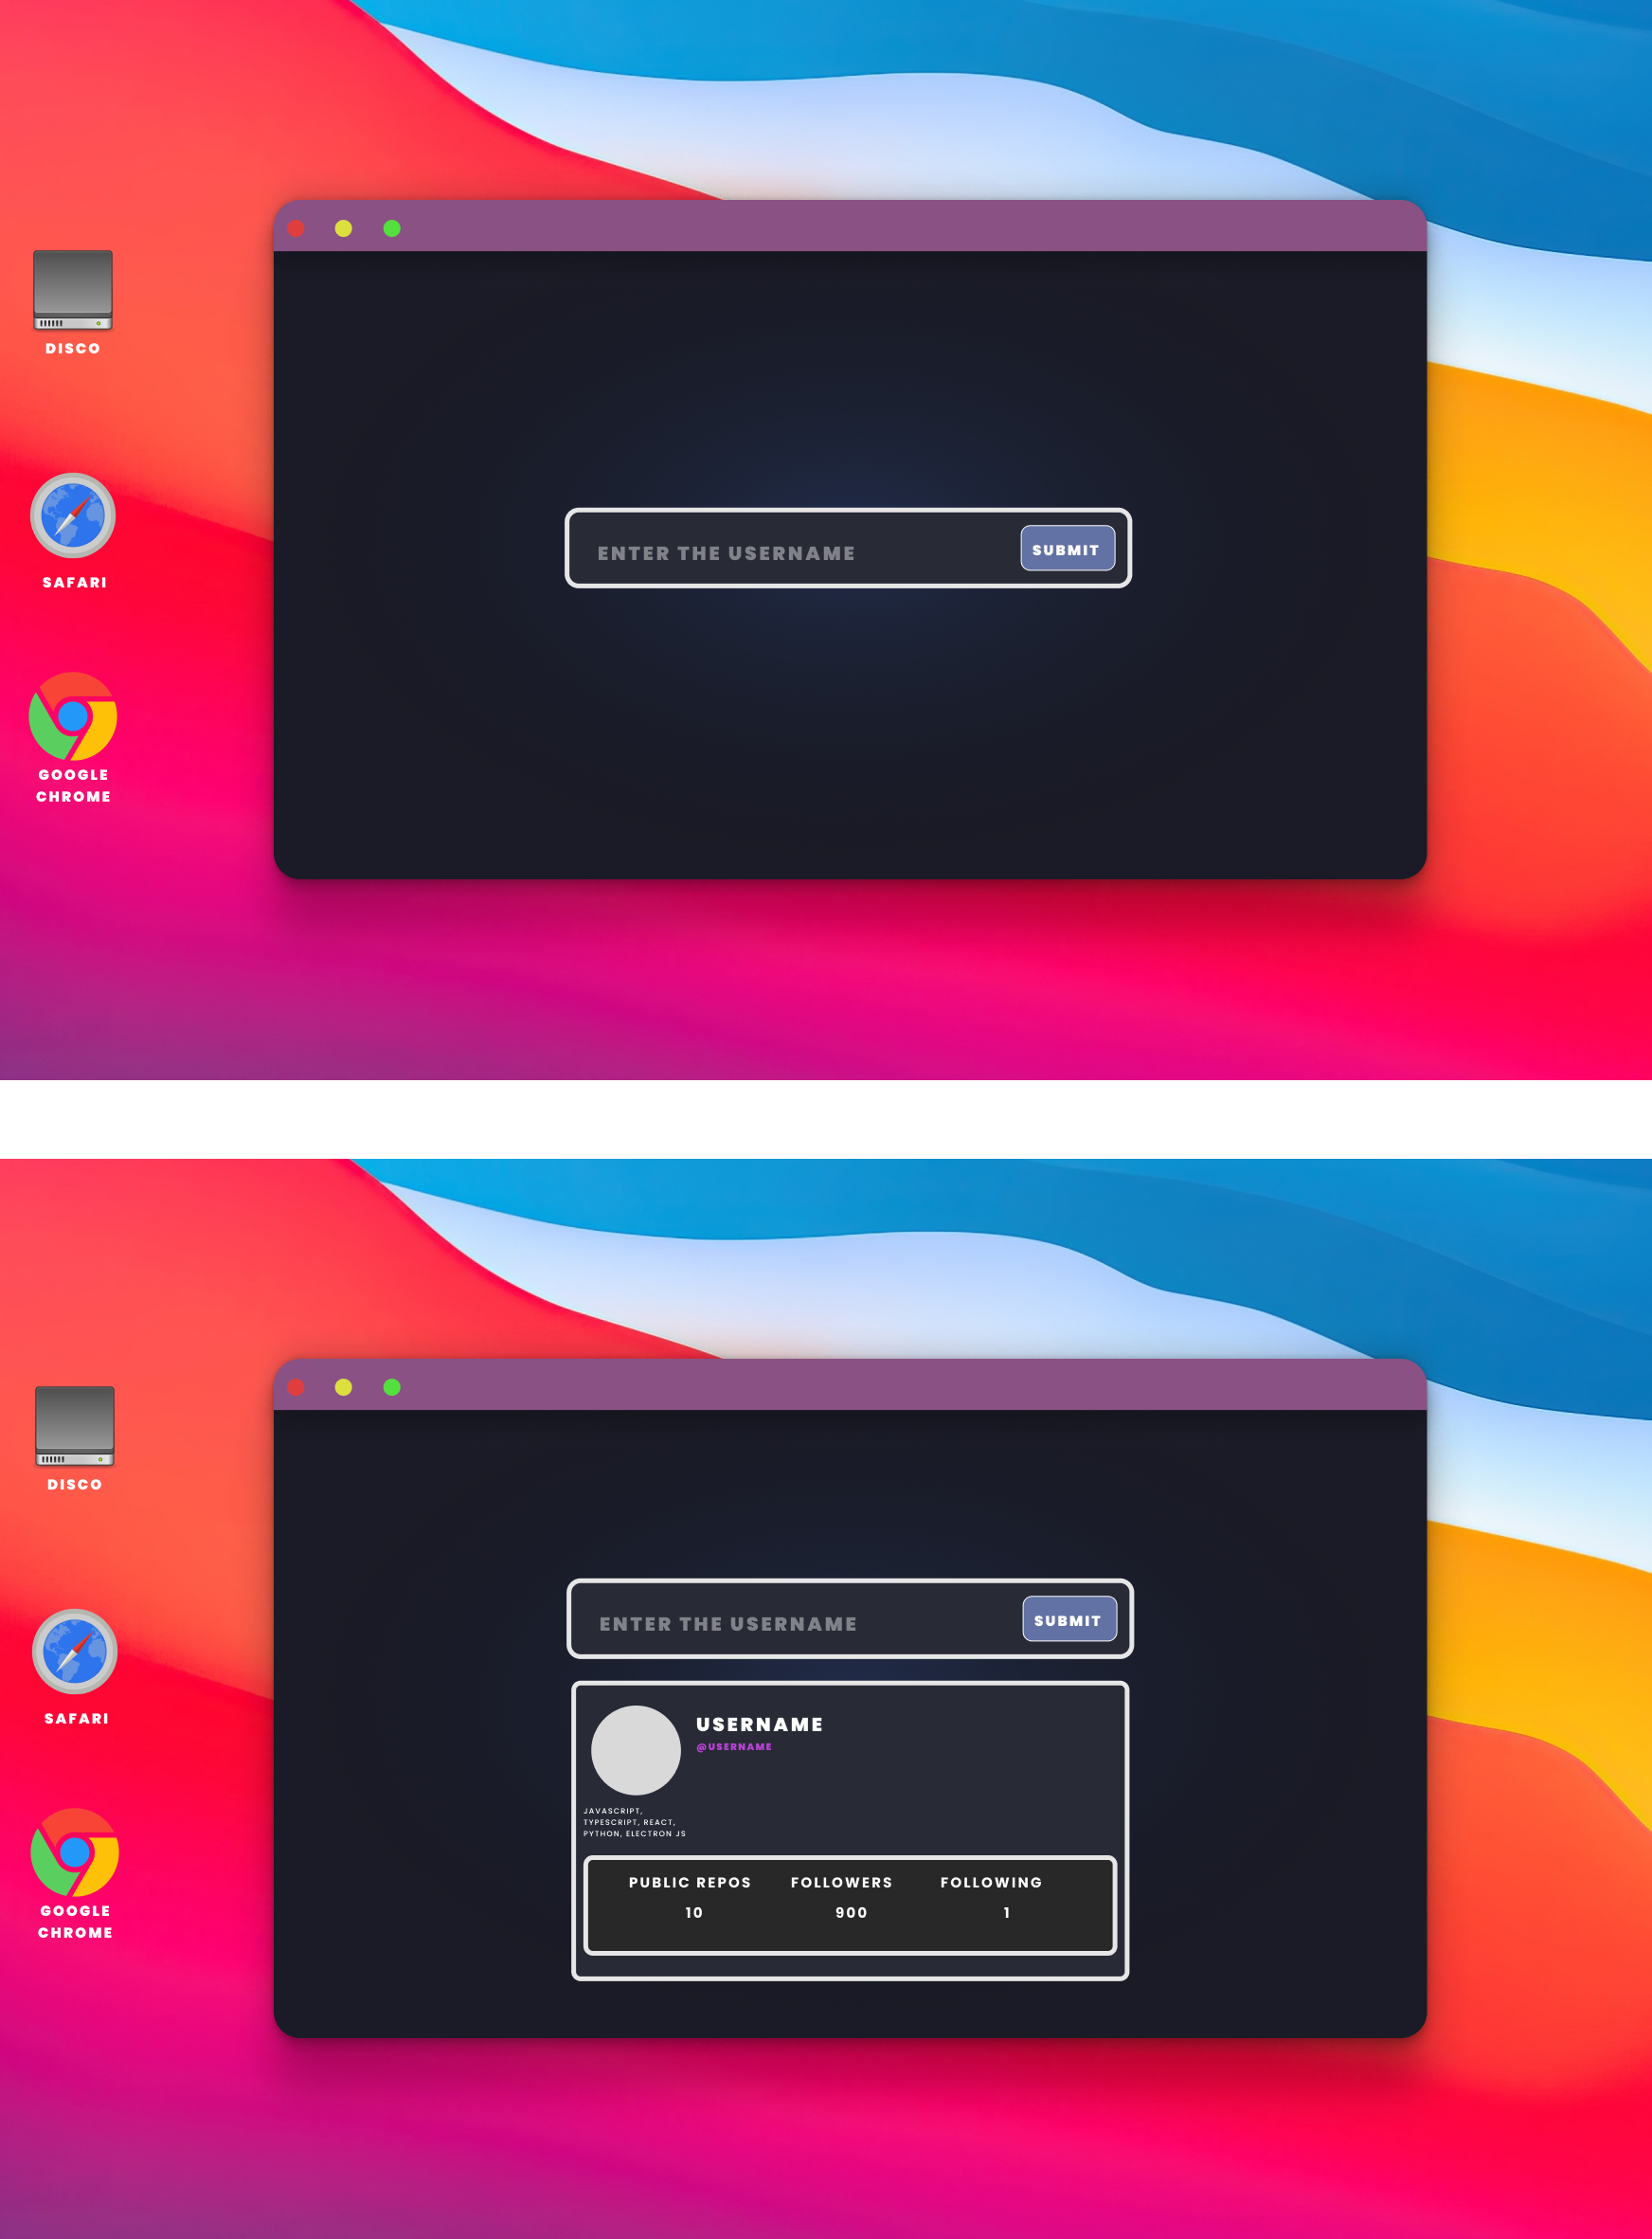 DISCO
ENTER THE USERNAME
SUBMIT
SAFARI
GOOGLE
CHROME
DISCO
ENTER THE USERNAME
SUBMIT
SAFARI
USERNAME
@USERNAME
JAVASCRIPT,
TYPESCRIPT, REACT,
PYTHON, ELECTRON JS
PUBLIC REPOS
FOLLOWERS
FOLLOWING
10
900
1
GOOGLE
CHROME